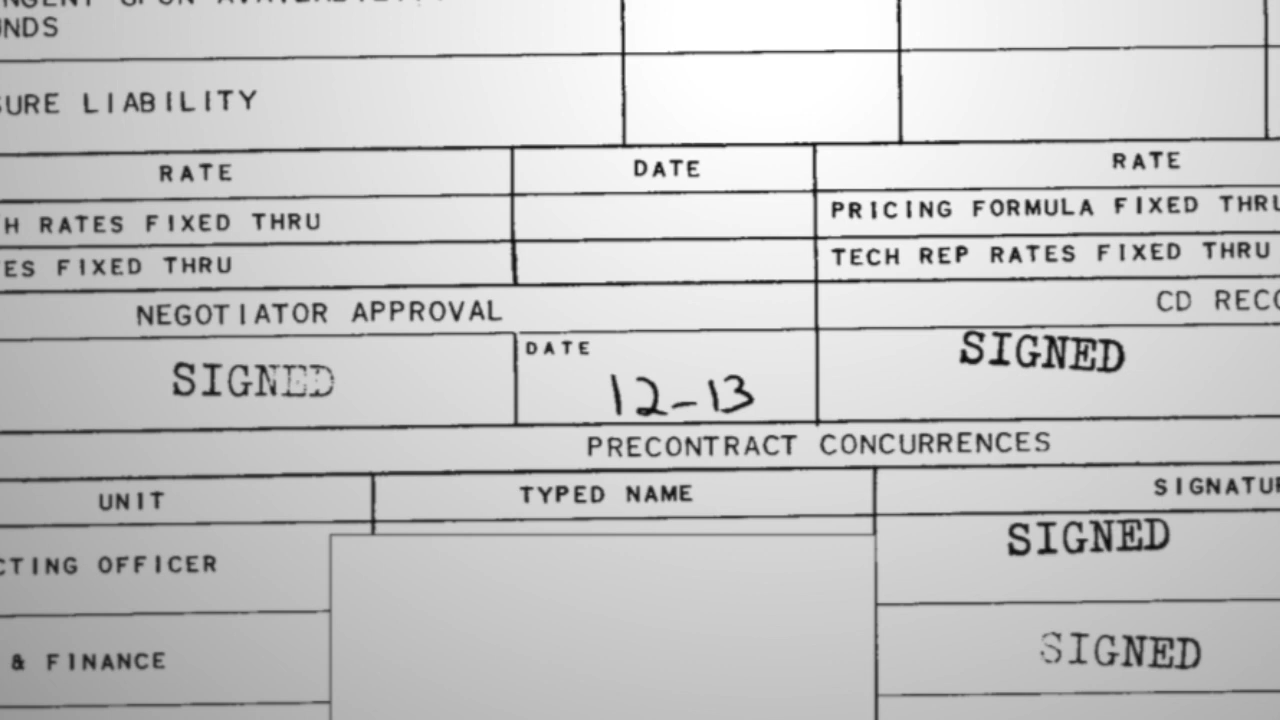 UNDS
SURE LIABILITY
RATE DATE RATE
H RATES FIXED THRU PRICING FORMULA FIXED THRU
ES FIXED THRU TECH REP RATES FIXED THRU
NEGOTIATOR APPROVAL CD RECO
SIGNED DATE 12-13 SIGNED
PRECONTRACT CONCURRENCES
UNIT TYPED NAME SIGNATU
CTING OFFICER SIGNED
& FINANCE SIGNED